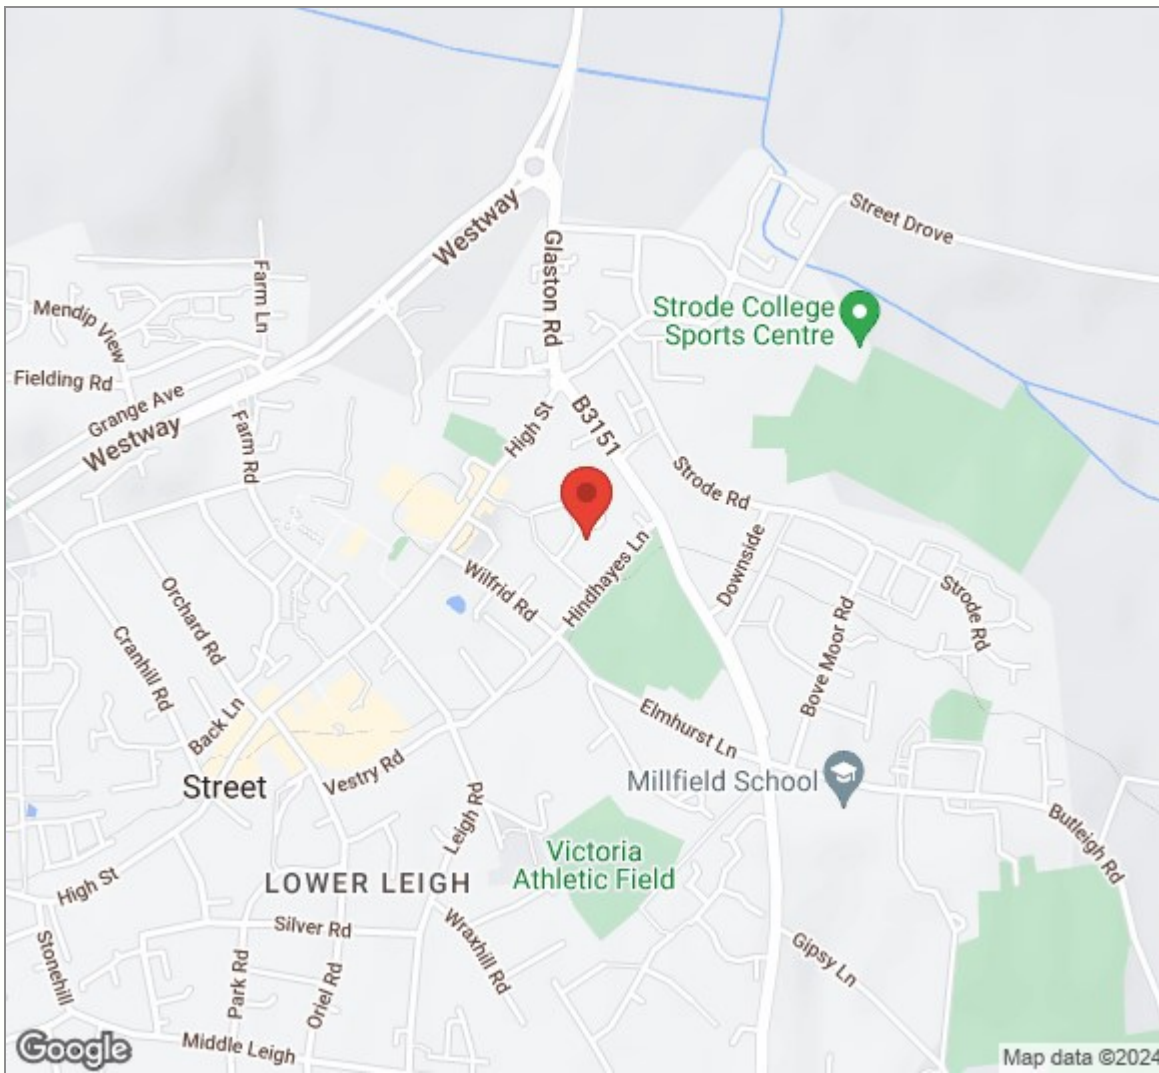 Westway
Street Drove
Glaston Rd
Farm Ln
Strode College
Sports Centre
Mendip View
Fielding Rd
Grange Ave
Westway
Farm Rd
High St
B3151
Strode Rd
Hindhayes Ln
Downside
Wilfrid Rd
Strode Rd
Orchard Rd
Cranhill Rd
Bove Moor Rd
Back Ln
Elmhurst Ln
Vestry Rd
Street
Millfield School
Leigh Rd
Butleigh Rd
Victoria
Athletic Field
High St
LOWER LEIGH
Silver Rd
Wraxhill Rd
Gipsy Ln
Stonehill
Park Rd
Oriel Rd
Middle Leigh
Google
Map data ©2024